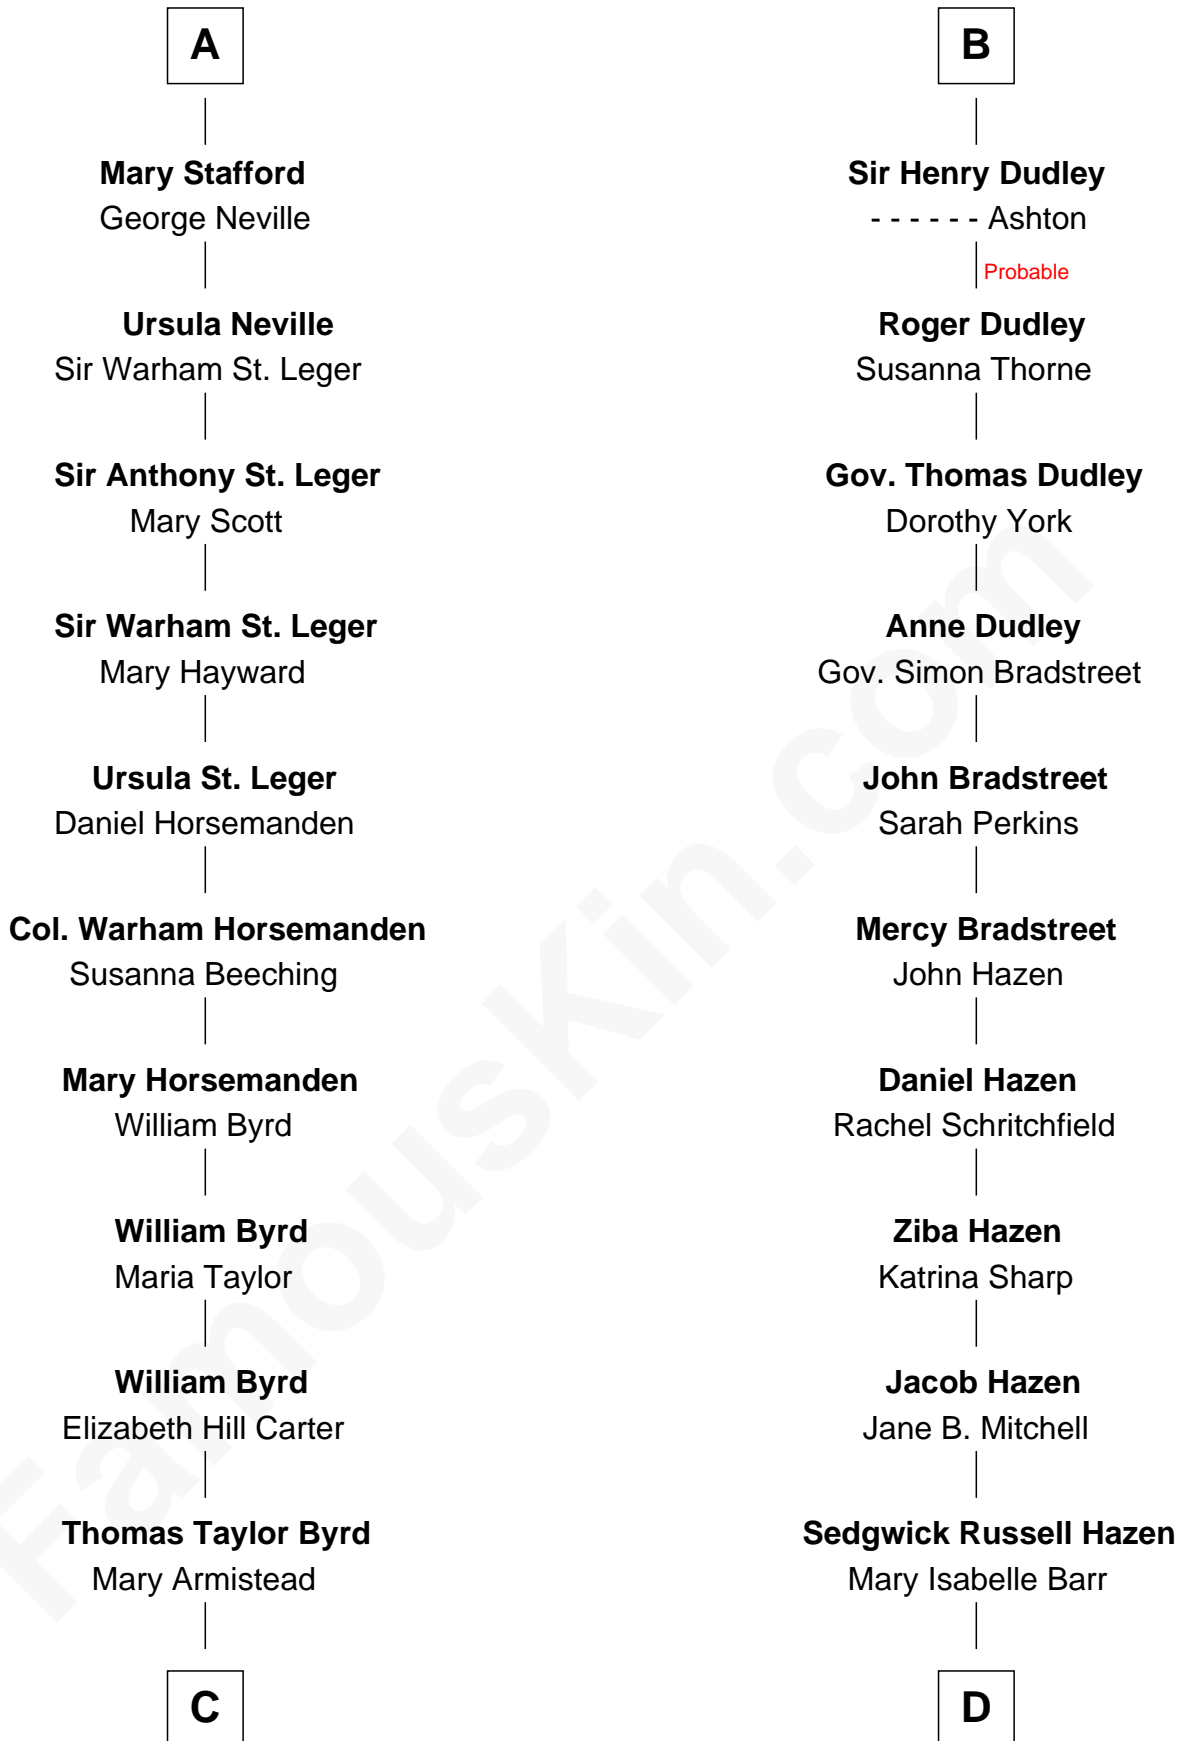 A
Mary Stafford
George Neville
Ursula Neville
Sir Warham St. Leger
Sir Anthony St. Leger
Mary Scott
Sir Warham St. Leger
Mary Hayward
Ursula St. Leger
Daniel Horsemanden
Col. Warham Horsemanden
Susanna Beeching
Mary Horsemanden
William Byrd
William Byrd
Maria Taylor
William Byrd
Elizabeth Hill Carter
Thomas Taylor Byrd
Mary Armistead
C
B
Sir Henry Dudley
- - - - - - Ashton
Probable
Roger Dudley
Susanna Thorne
Gov. Thomas Dudley
Dorothy York
Anne Dudley
Gov. Simon Bradstreet
John Bradstreet
Sarah Perkins
Mercy Bradstreet
John Hazen
Daniel Hazen
Rachel Schritchfield
Ziba Hazen
Katrina Sharp
Jacob Hazen
Jane B. Mitchell
Sedgwick Russell Hazen
Mary Isabelle Barr
D
FamousKin.com